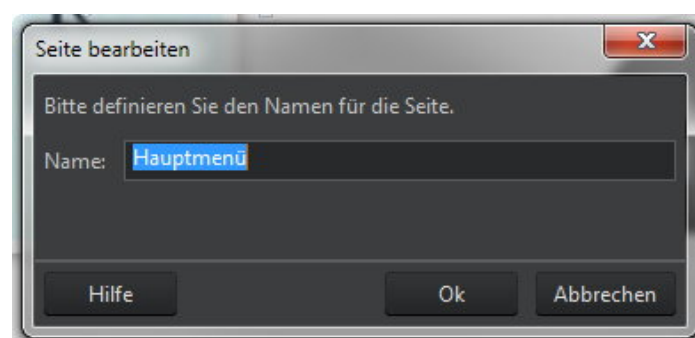 Seite bearbeiten
Bitte definieren Sie den Namen für die Seite.
Name: Hauptmenü
Hilfe Ok Abbrechen